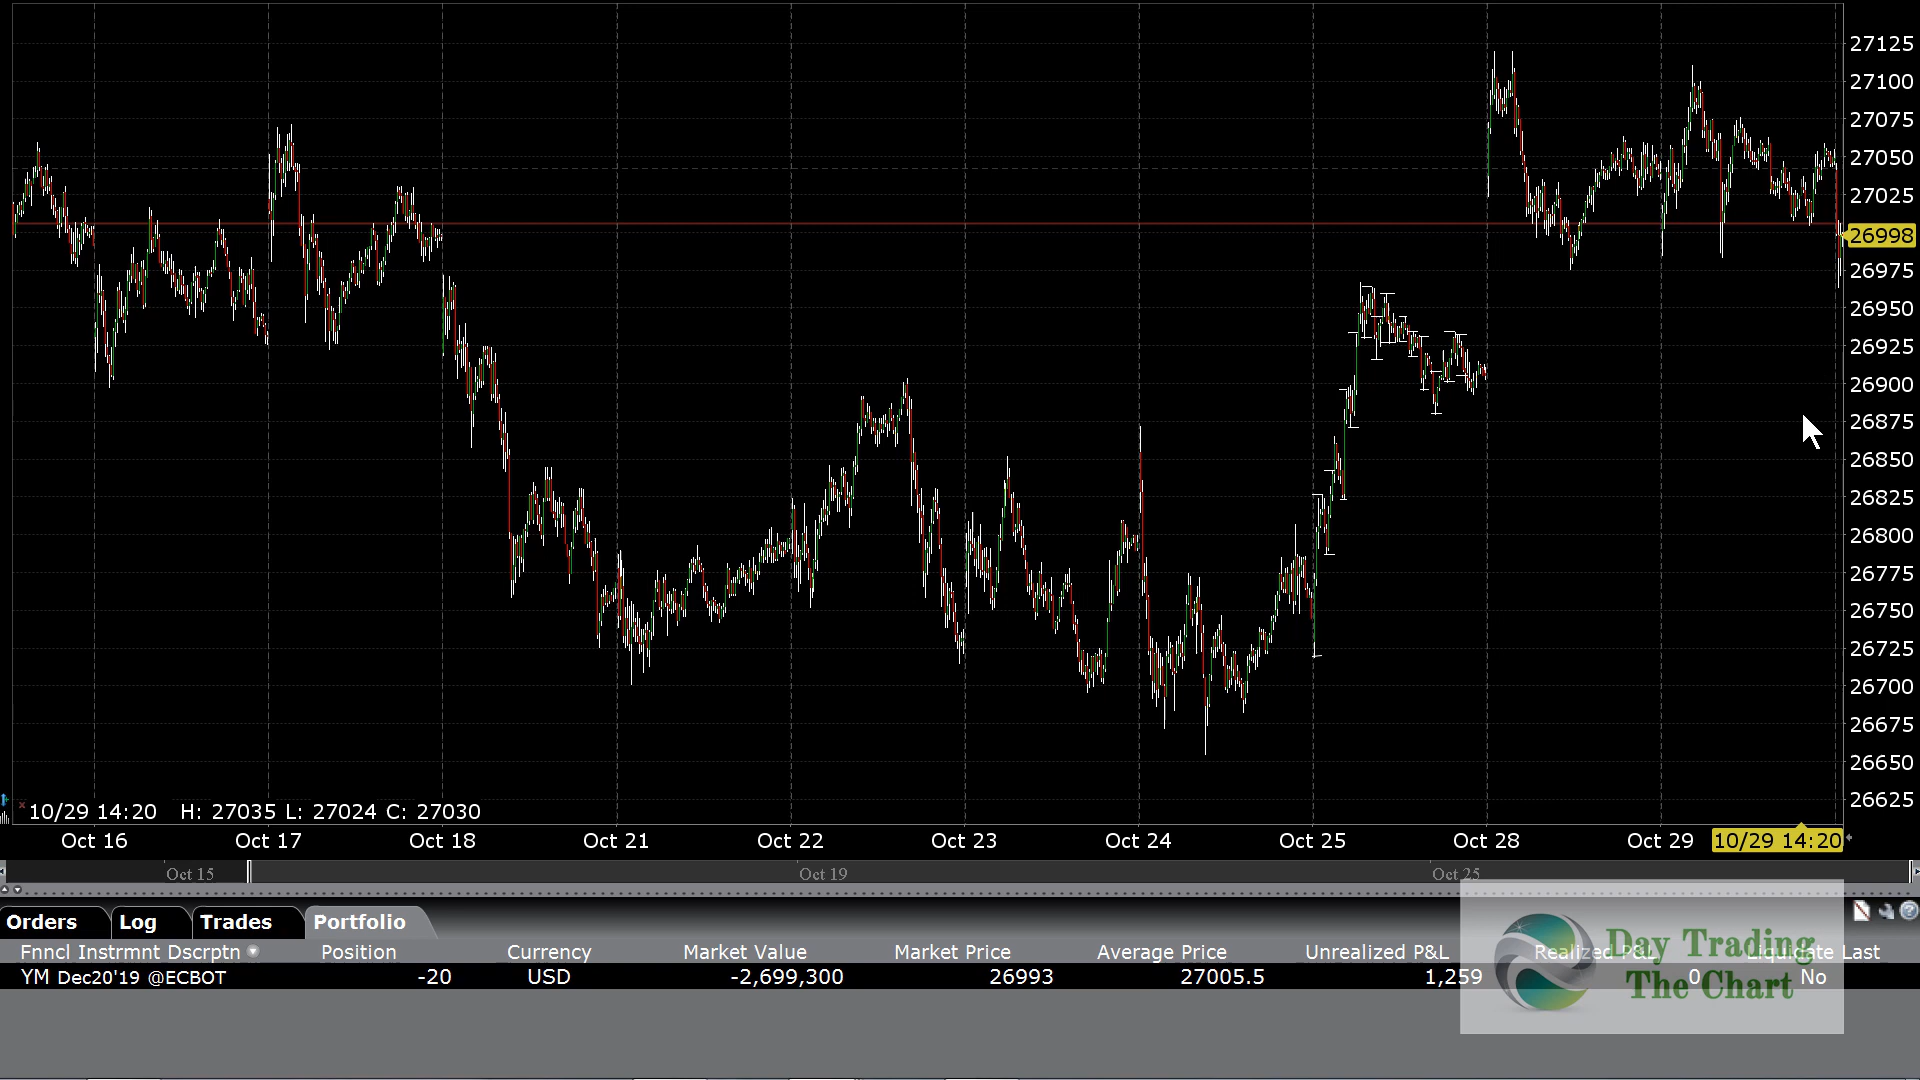 27125
27100
27075
27050
27025
26998
26975
26950
26925
26900
26875
26850
26825
26800
26775
26750
26725
26700
26675
26650
26625
10/29 14:20 H: 27035 L: 27024 C: 27030
Oct 16 Oct 17 Oct 18 Oct 21 Oct 22 Oct 23 Oct 24 Oct 25 Oct 28 Oct 29 10/29 14:20
Oct 15 Oct 19 Oct 25
Orders Log Trades Portfolio
Fnncl Instrmnt Dscrptn Position Currency Market Value Market Price Average Price Unrealized P&L Realized P&L Liquidate Last
YM Dec20'19 @ECBOT -20 USD -2,699,300 26993 27005.5 1,259 0 No
Day Trading
The Chart